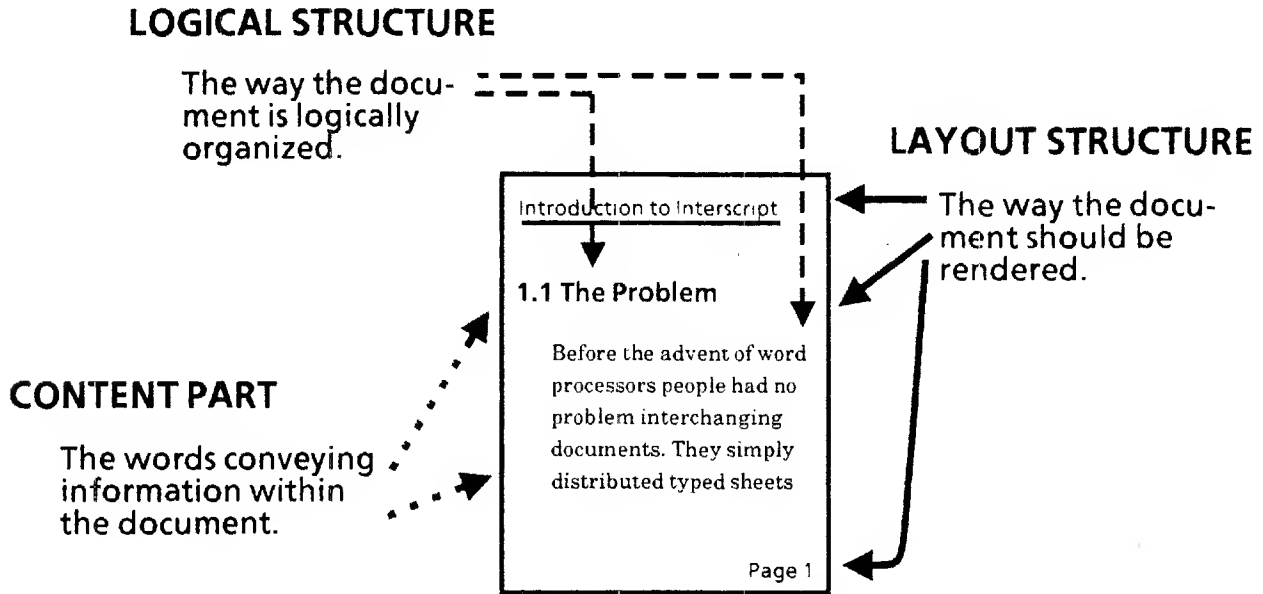 LOGICAL STRUCTURE
The way the docu-
ment is logically
organized.
LAYOUT STRUCTURE
The way the docu-
ment should be
rendered.
Introduction to Interscript
1.1 The Problem
Before the advent of word
processors people had no
problem interchanging
documents. They simply
distributed typed sheets
Page 1
CONTENT PART
The words conveying
information within
the document.